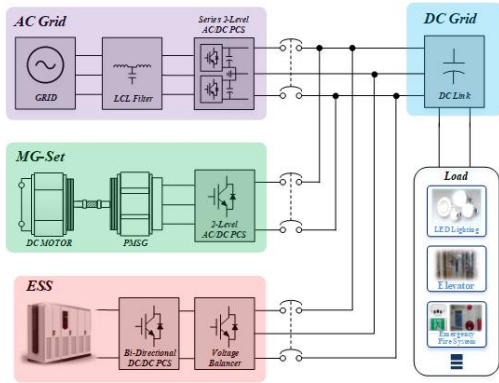 AC Grid
Series 2-Level
AC/DC PCS
GRID
LCL Filter
DC Grid
DC Link
MG-Set
DC MOTOR
PMSG
2-Level
AC/DC PCS
Load
LED Lighting
Elevator
Emergency
Fire System
ESS
Bi-Directional
DC/DC PCS
Voltage
Balancer